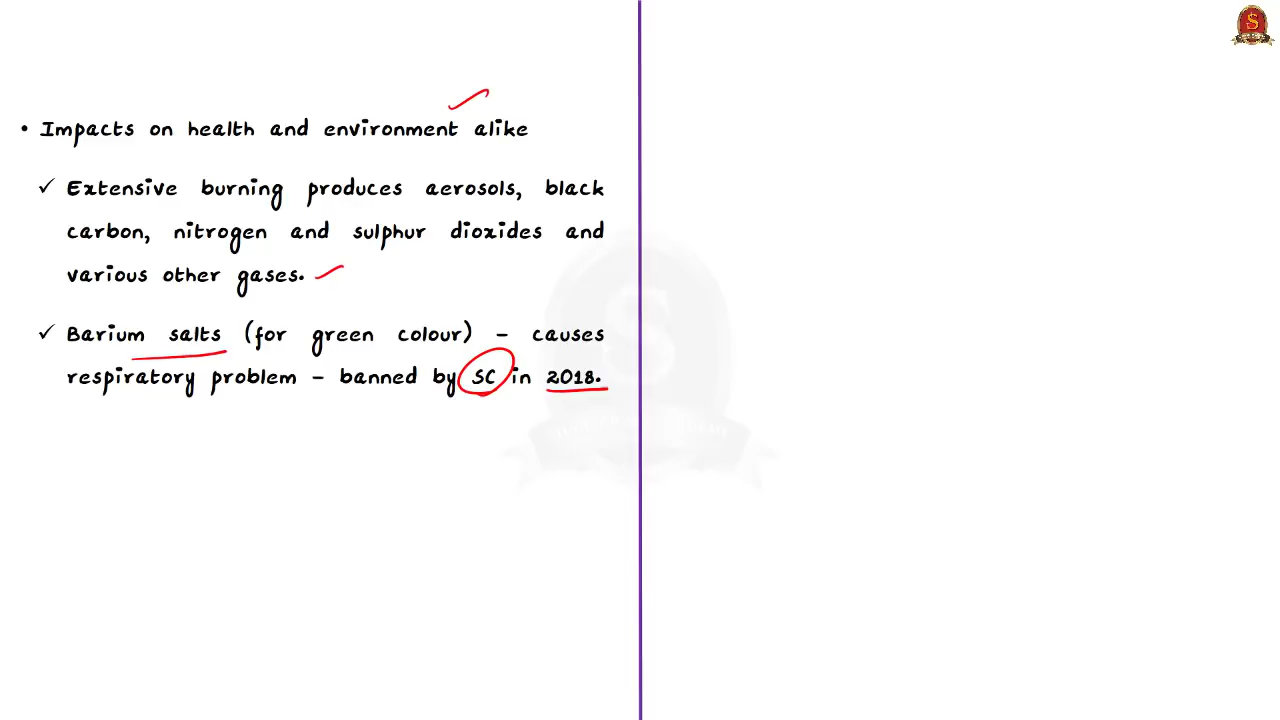 • Impacts on health and environment alike
✓ Extensive burning produces aerosols, black
carbon, nitrogen and sulphur dioxides and
various other gases.
✓ Barium salts (for green colour) – causes
respiratory problem – banned by SC in 2018.
S